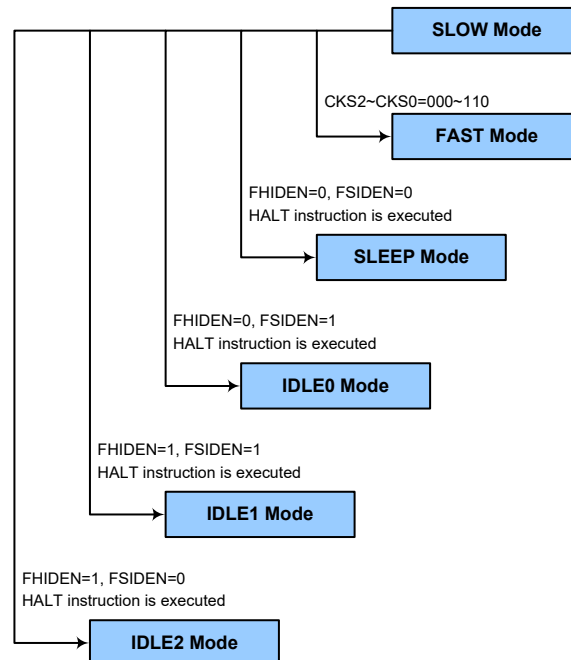 SLOW Mode
CKS2~CKS0=000~110
FAST Mode
FHIDEN=0, FSIDEN=0
HALT instruction is executed
SLEEP Mode
FHIDEN=0, FSIDEN=1
HALT instruction is executed
IDLE0 Mode
FHIDEN=1, FSIDEN=1
HALT instruction is executed
IDLE1 Mode
FHIDEN=1, FSIDEN=0
HALT instruction is executed
IDLE2 Mode